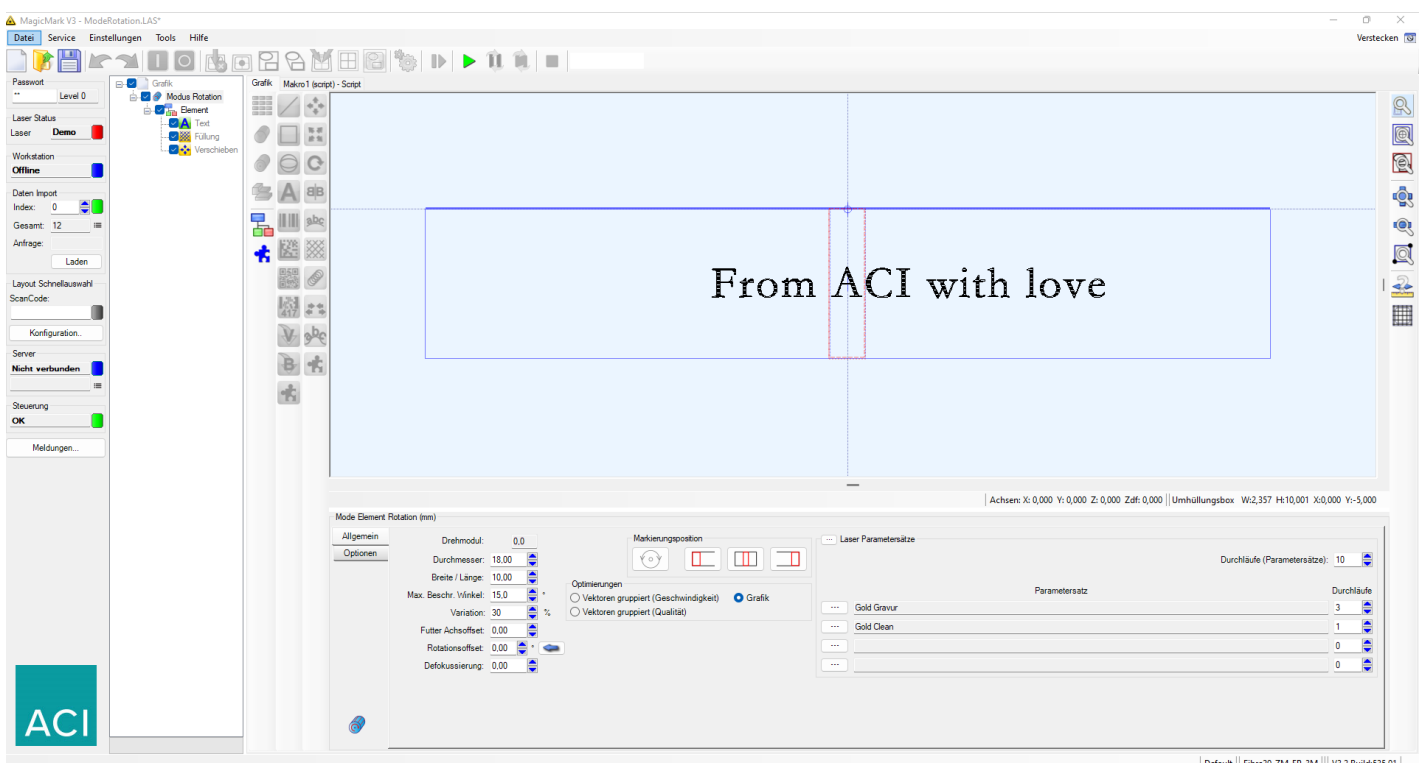 MagicMark V3 - ModeRotation.LAS*
Datei Service Einstellungen Tools Hilfe
Verstecken
Passwort
** Level 0
Laser Status
Laser Demo
Workstation
Offline
Daten Import
Index: 0
Gesamt: 12
Anfrage:
Laden
Layout Schnellauswahl
ScanCode:
Konfiguration..
Server
Nicht verbunden
Steuerung
OK
Meldungen...
ACI
Grafik
Modus Rotation
Element
Text
Füllung
Verschieben
Grafik Makro1 (script) - Script
From ACI with love
Achsen: X: 0,000 Y: 0,000 Z: 0,000 Zdf: 0,000 Umhüllungsbox W:2,357 H:10,001 X:0,000 Y:-5,000
Mode Element Rotation (mm)
Allgemein
Optionen
Drehmodul: 0,0
Durchmesser: 18,00
Breite / Länge: 10,00
Max. Beschr. Winkel: 15,0 °
Variation: 30 %
Futter Achsoffset: 0,00
Rotationsoffset: 0,00 °
Defokussierung: 0,00
Markierungsposition
Optimierungen
Vektoren gruppiert (Geschwindigkeit) Grafik
Vektoren gruppiert (Qualität)
... Laser Parametersätze
Durchläufe (Parametersätze): 10
Parametersatz Durchläufe
... Gold Gravur 3
... Gold Clean 1
... 0
... 0